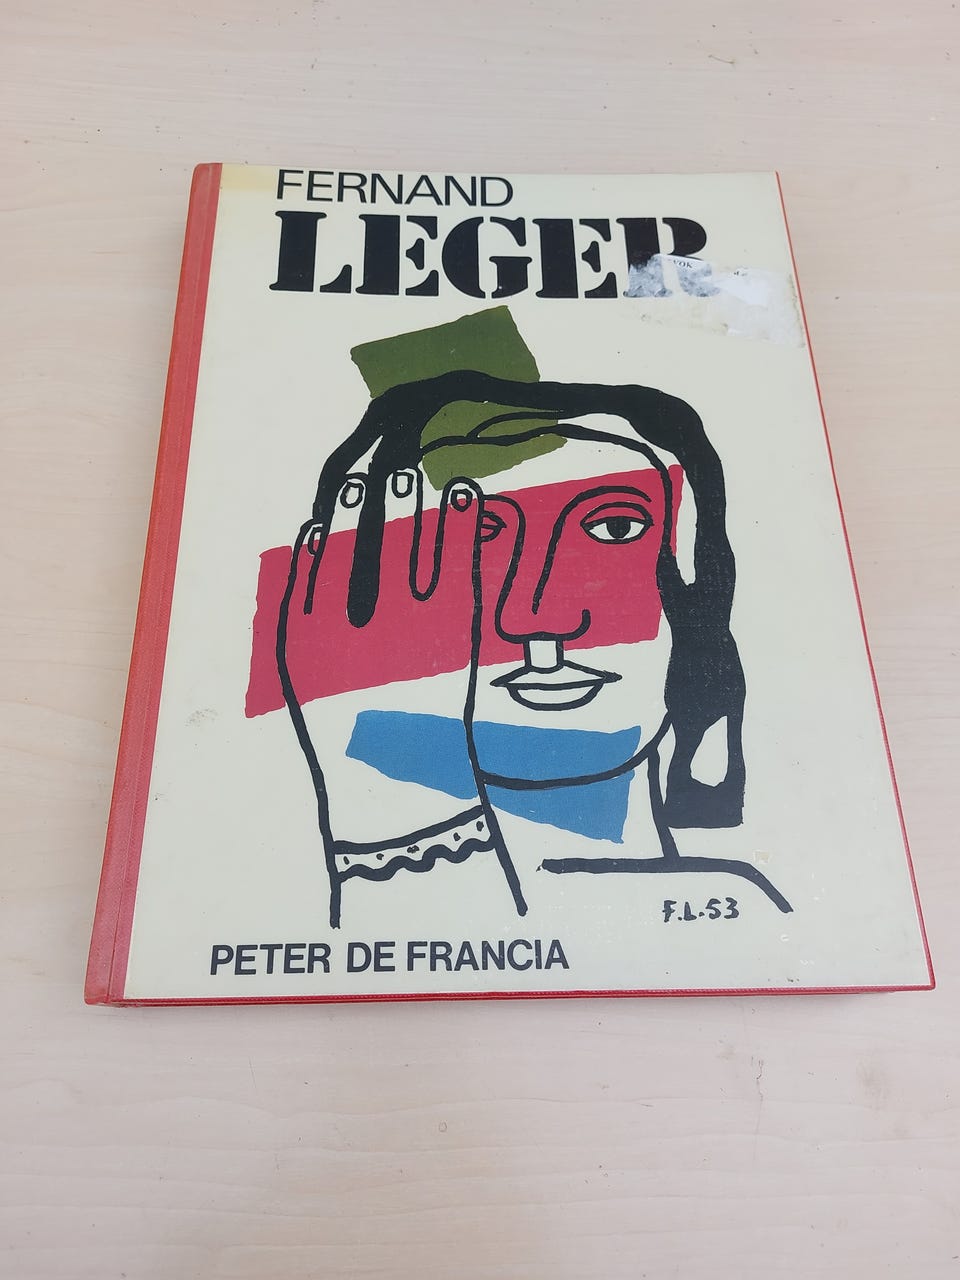 FERNAND
LEGER
F.L.53
PETER DE FRANCIA